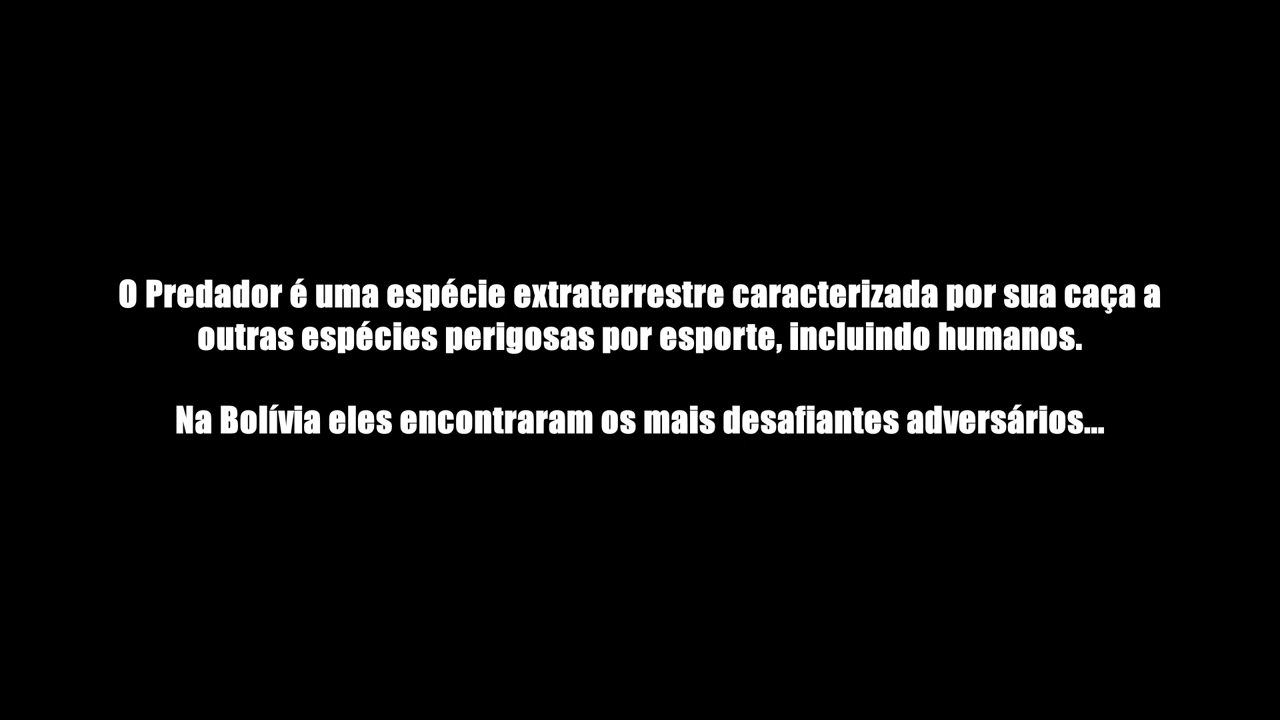 O Predador é uma espécie extraterrestre caracterizada por sua caça a
outras espécies perigosas por esporte, incluindo humanos.
Na Bolívia eles encontraram os mais desafiantes adversários...